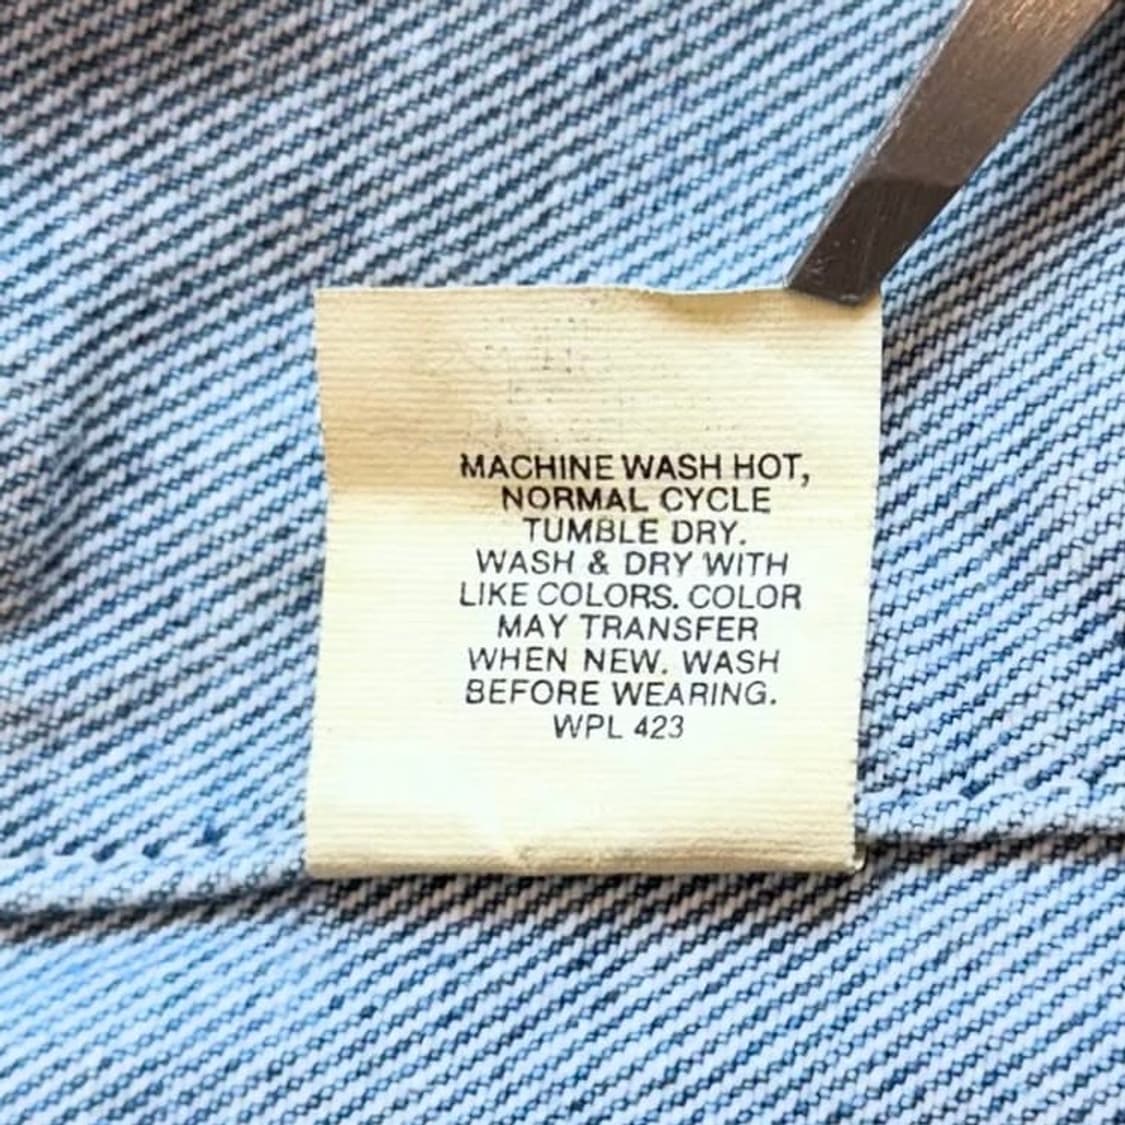 MACHINE WASH HOT,
NORMAL CYCLE
TUMBLE DRY.
WASH & DRY WITH
LIKE COLORS. COLOR
MAY TRANSFER
WHEN NEW. WASH
BEFORE WEARING.
WPL 423